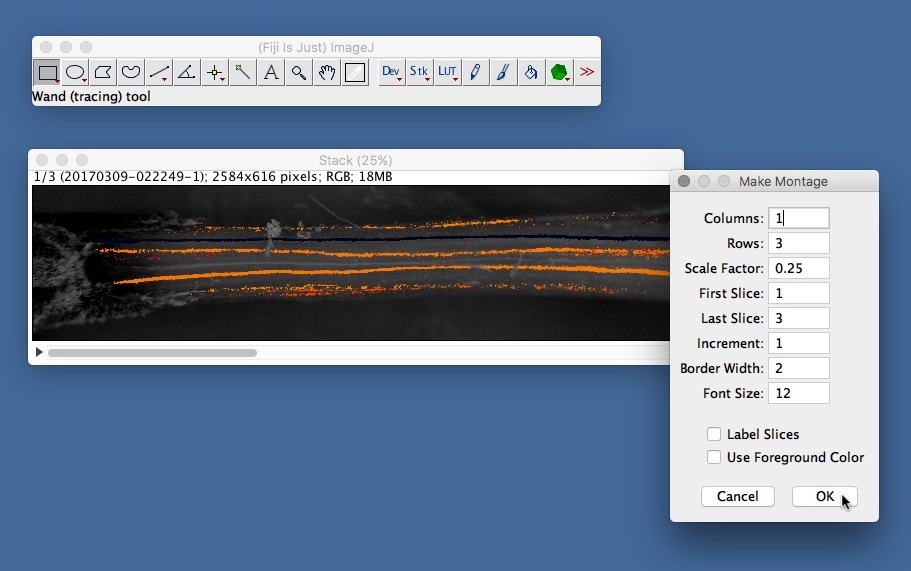 (Fiji Is Just) ImageJ
A Dev Stk LUT >>
Wand (tracing) tool
Stack (25%)
1/3 (20170309-022249-1); 2584x616 pixels; RGB; 18MB
Make Montage
Columns: 1
Rows: 3
Scale Factor: 0.25
First Slice: 1
Last Slice: 3
Increment: 1
Border Width: 2
Font Size: 12
Label Slices
Use Foreground Color
Cancel OK